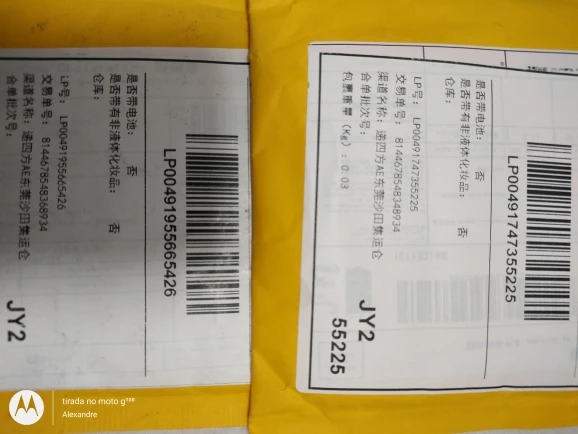 LP00491955665426
是否带电池： 否
是否带有非液体化妆品： 否
仓库：
LP号： LP00491955665426
交易单号： 8144678548368934
渠道名称：递四方AE东莞沙田集运仓
合单批次号：
JY2
LP00491747355225
是否带电池： 否
是否带有非液体化妆品： 否
仓库：
LP号： LP00491747355225
交易单号： 8144678548348934
渠道名称：递四方AE东莞沙田集运仓
合单批次号：
包裹重量（Kg）：0.03
JY2
55225
tirada no moto g
Alexandre